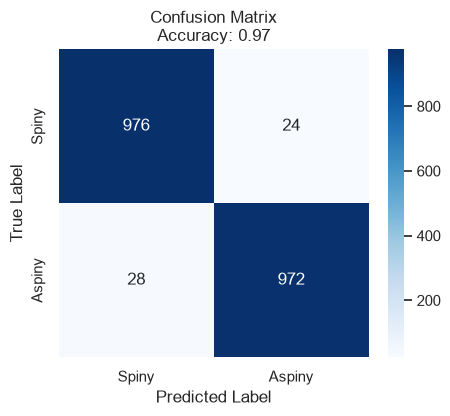 Confusion Matrix
Accuracy: 0.97
True Label
Spiny
976
24
Aspiny
28
972
Spiny
Aspiny
Predicted Label
800
600
400
200